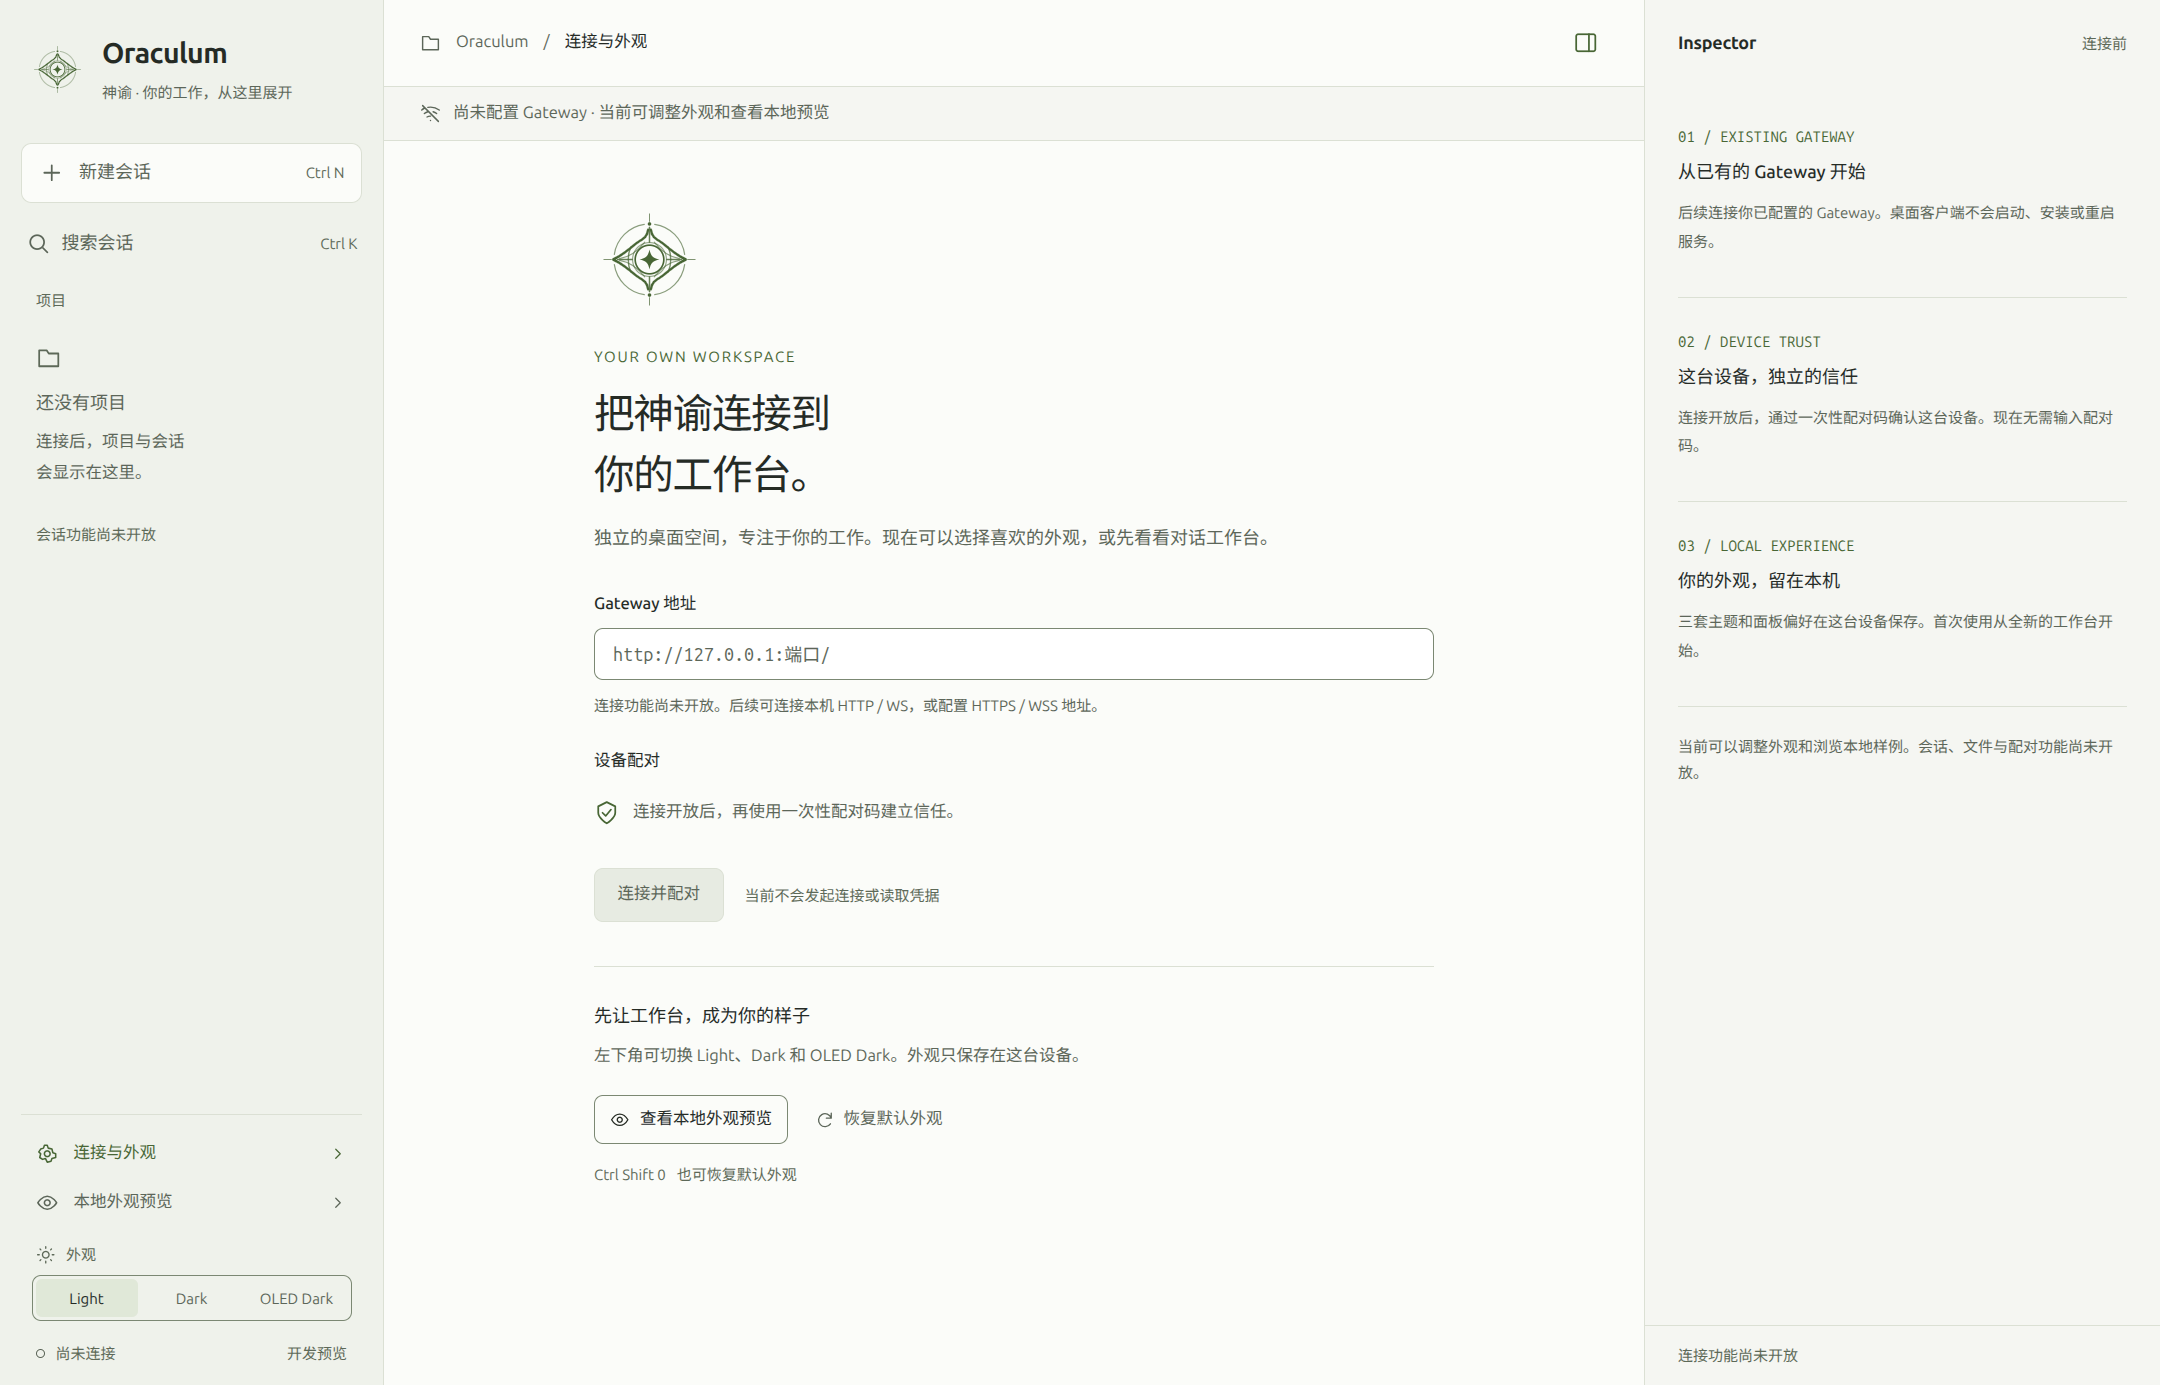 Oraculum
神谕 · 你的工作，从这里展开
新建会话 Ctrl N
搜索会话 Ctrl K
项目
还没有项目
连接后，项目与会话
会显示在这里。
会话功能尚未开放
连接与外观
本地外观预览
外观
Light Dark OLED Dark
尚未连接 开发预览
Oraculum / 连接与外观
尚未配置 Gateway · 当前可调整外观和查看本地预览
YOUR OWN WORKSPACE
把神谕连接到
你的工作台。
独立的桌面空间，专注于你的工作。现在可以选择喜欢的外观，或先看看对话工作台。
Gateway 地址
http://127.0.0.1:端口/
连接功能尚未开放。后续可连接本机 HTTP / WS，或配置 HTTPS / WSS 地址。
设备配对
连接开放后，再使用一次性配对码建立信任。
连接并配对 当前不会发起连接或读取凭据
先让工作台，成为你的样子
左下角可切换 Light、Dark 和 OLED Dark。外观只保存在这台设备。
查看本地外观预览 恢复默认外观
Ctrl Shift 0 也可恢复默认外观
Inspector 连接前
01 / EXISTING GATEWAY
从已有的 Gateway 开始
后续连接你已配置的 Gateway。桌面客户端不会启动、安装或重启
服务。
02 / DEVICE TRUST
这台设备，独立的信任
连接开放后，通过一次性配对码确认这台设备。现在无需输入配对
码。
03 / LOCAL EXPERIENCE
你的外观，留在本机
三套主题和面板偏好在这台设备保存。首次使用从全新的工作台开
始。
当前可以调整外观和浏览本地样例。会话、文件与配对功能尚未开
放。
连接功能尚未开放